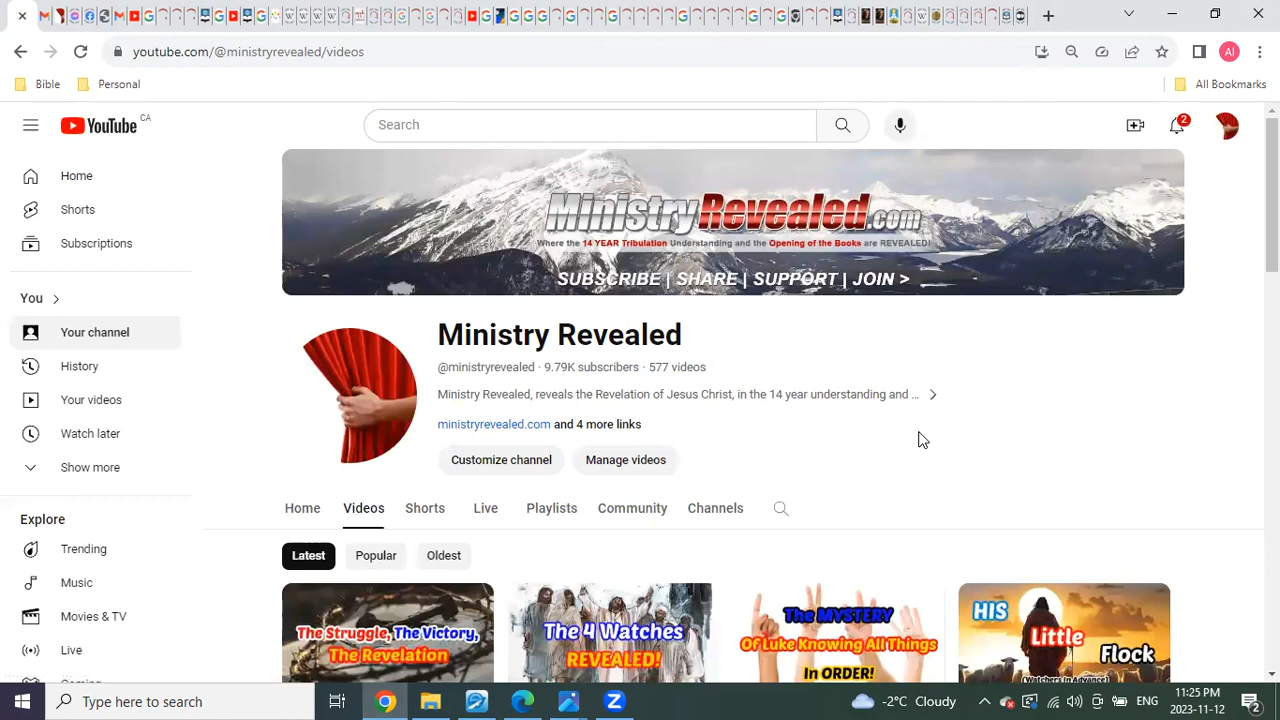 youtube.com/@ministryrevealed/videos
AI
Bible
Personal
All Bookmarks
YouTube CA
Search
2
MinistryRevealed.com
Where the 14 YEAR Tribulation Understanding and the Opening of the Books are REVEALED!
SUBSCRIBE | SHARE | SUPPORT | JOIN >
Home
Shorts
Subscriptions
You
Your channel
History
Your videos
Watch later
Show more
Explore
Trending
Music
Movies & TV
Live
Ministry Revealed
@ministryrevealed · 9.79K subscribers · 577 videos
Ministry Revealed, reveals the Revelation of Jesus Christ, in the 14 year understanding and ...
ministryrevealed.com and 4 more links
Customize channel
Manage videos
Home Videos Shorts Live Playlists Community Channels
Latest Popular Oldest
The Struggle, The Victory,
The Revelation
The 4 Watches
REVEALED!
The MYSTERY
Of Luke Knowing All Things
In ORDER!
HIS
Little
Flock
Type here to search
-2°C Cloudy
ENG
11:25 PM
2023-11-12
2